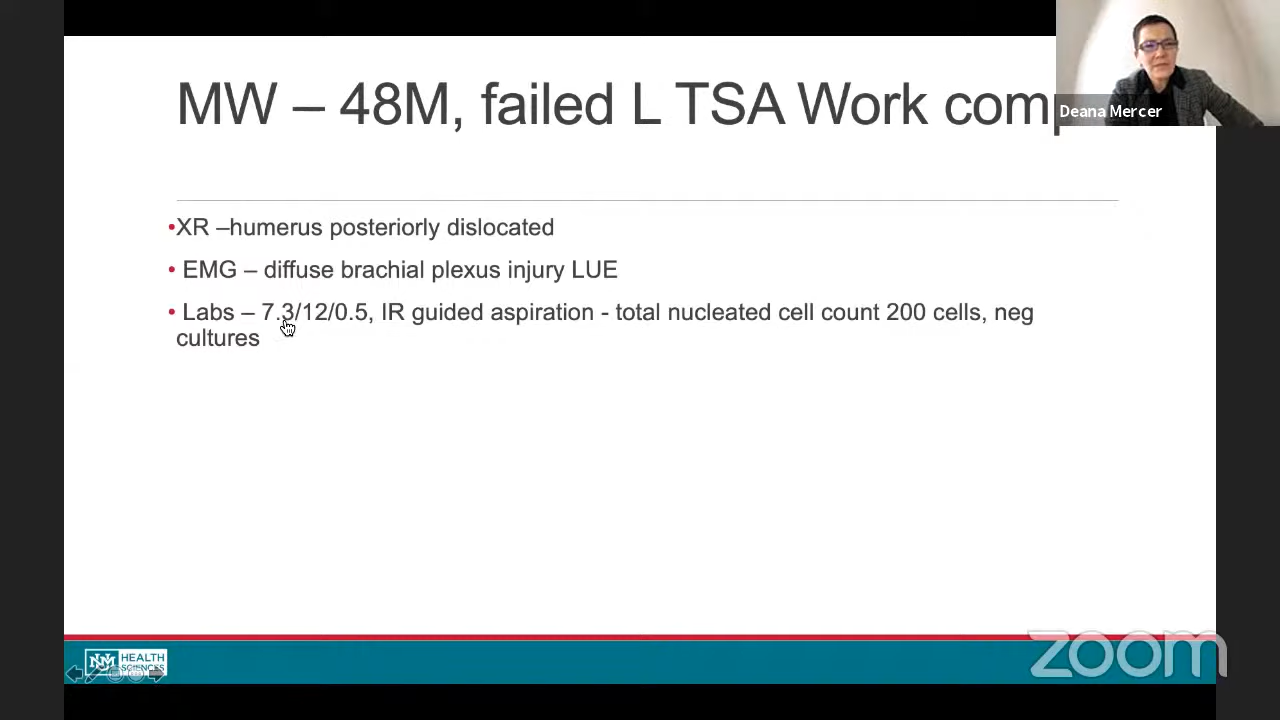 MW – 48M, failed L TSA Work comp
Deana Mercer
•XR –humerus posteriorly dislocated
• EMG – diffuse brachial plexus injury LUE
• Labs – 7.3/12/0.5, IR guided aspiration - total nucleated cell count 200 cells, neg
cultures
UNM HEALTH
SCIENCES
zoom